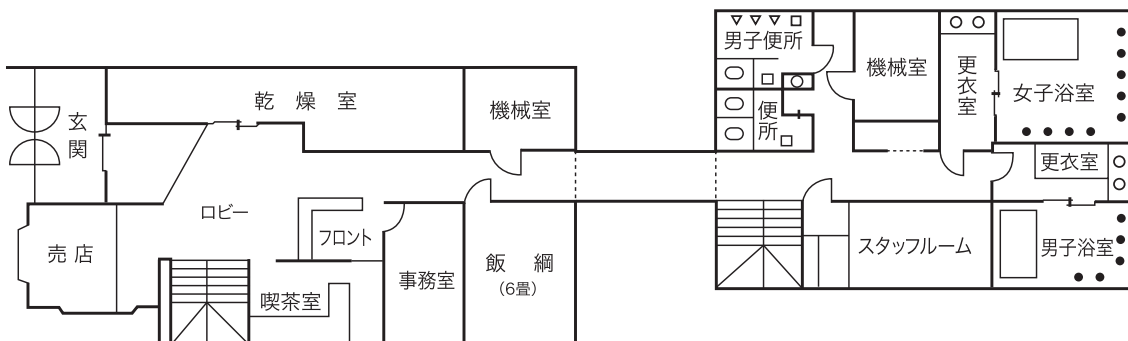 男子便所
機械室
更衣室
女子浴室
乾燥室
機械室
便所
玄関
更衣室
ロビー
フロント
売店
事務室
飯綱
（6畳）
スタッフルーム
男子浴室
喫茶室